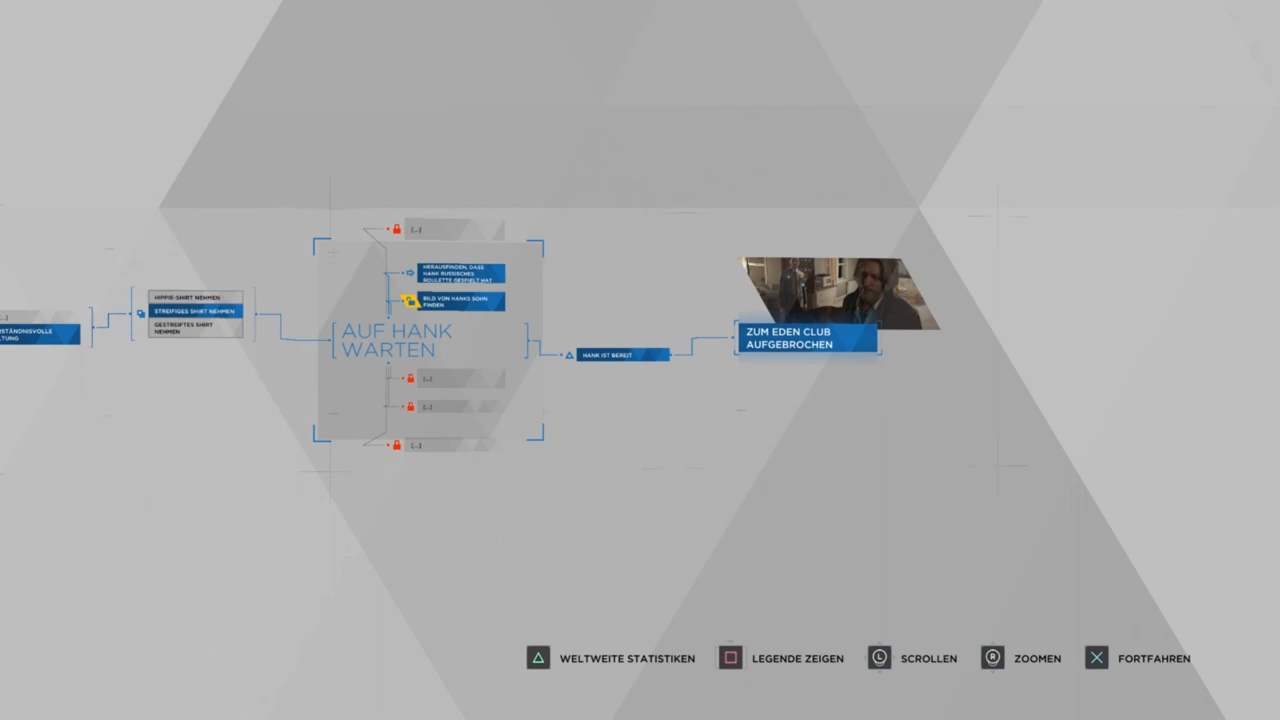 [...]
RSTÄNDNISVOLLE
LTUNG
HIPPIE-SHIRT NEHMEN
STREIFIGES SHIRT NEHMEN
GESTREIFTES SHIRT
NEHMEN
[...]
HERAUSFINDEN, DASS
HANK RUSSISCHES
ROULETTE GESPIELT HAT
BILD VON HANKS SOHN
FINDEN
AUF HANK
WARTEN
[...]
[...]
[...]
HANK IST BEREIT
ZUM EDEN CLUB
AUFGEBROCHEN
WELTWEITE STATISTIKEN
LEGENDE ZEIGEN
L
SCROLLEN
R
ZOOMEN
FORTFAHREN